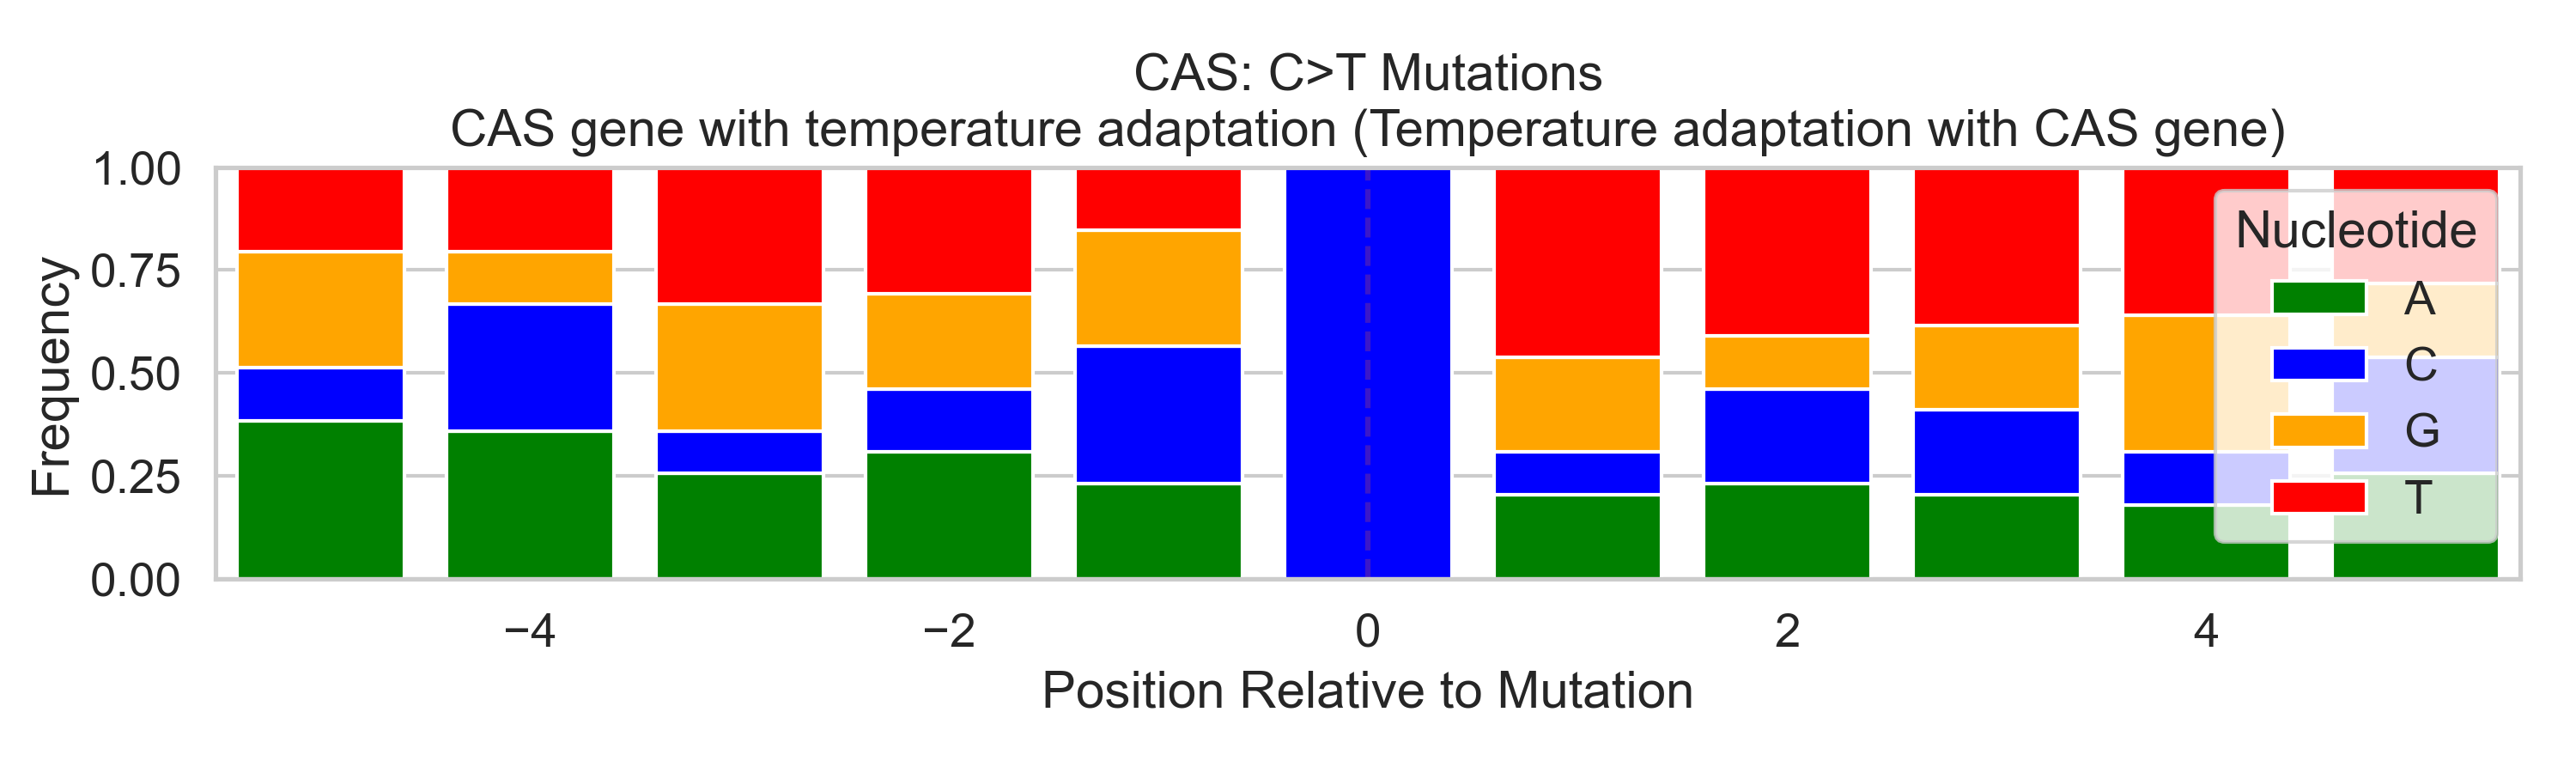 CAS: C>T Mutations
CAS gene with temperature adaptation (Temperature adaptation with CAS gene)
1.00
0.75
0.50
0.25
0.00
Frequency
−4
−2
0
2
4
Position Relative to Mutation
Nucleotide
A
C
G
T